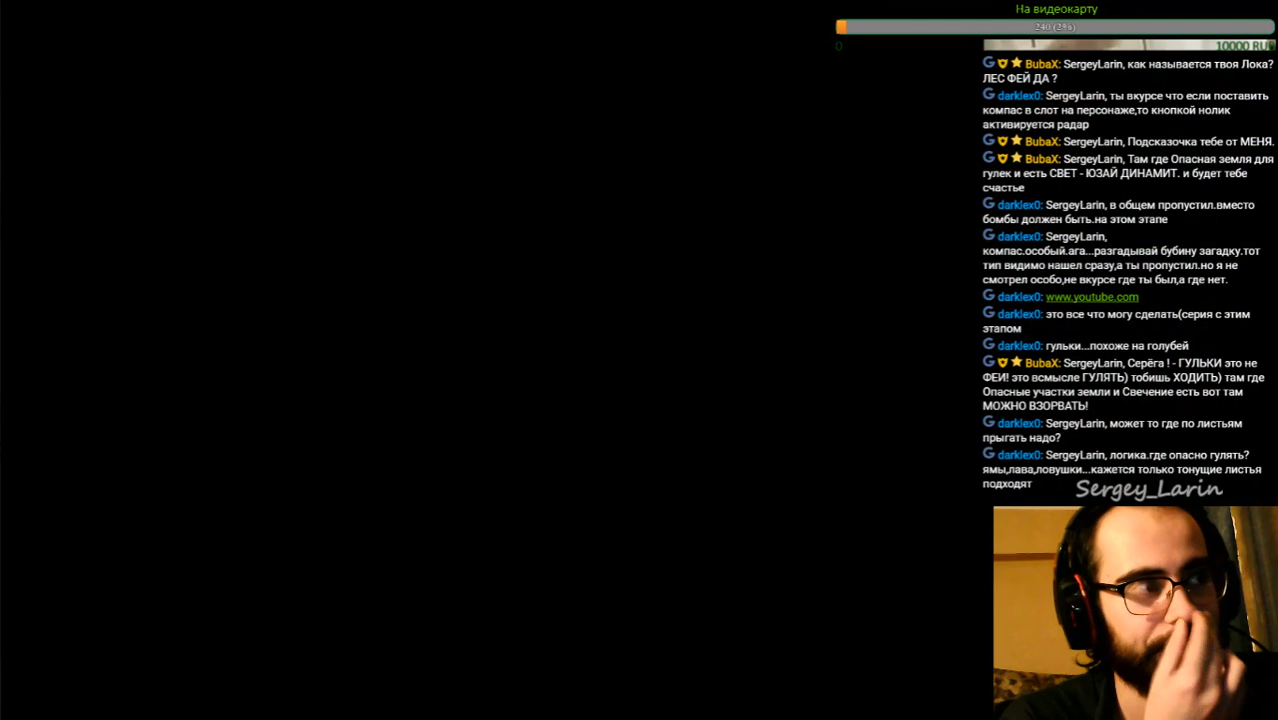 На видеокарту
240 (2%)
0
10000 RUB
BubaX: SergeyLarin, как называется твоя Лока?
ЛЕС ФЕЙ ДА ?
darklex0: SergeyLarin, ты вкурсе что если поставить
компас в слот на персонаже,то кнопкой нолик
активируется радар
BubaX: SergeyLarin, Подсказочка тебе от МЕНЯ.
BubaX: SergeyLarin, Там где Опасная земля для
гулек и есть СВЕТ - ЮЗАЙ ДИНАМИТ. и будет тебе
счастье
darklex0: SergeyLarin, в общем пропустил.вместо
бомбы должен быть.на этом этапе
darklex0: SergeyLarin,
компас.особый.ага...разгадывай бубину загадку.тот
тип видимо нашел сразу,а ты пропустил.но я не
смотрел особо,не вкурсе где ты был,а где нет.
darklex0: www.youtube.com
darklex0: это все что могу сделать(серия с этим
этапом
darklex0: гульки...похоже на голубей
BubaX: SergeyLarin, Серёга ! - ГУЛЬКИ это не
ФЕИ! это всмысле ГУЛЯТЬ) тобишь ХОДИТЬ) там где
Опасные участки земли и Свечение есть вот там
МОЖНО ВЗОРВАТЬ!
darklex0: SergeyLarin, может то где по листьям
прыгать надо?
darklex0: SergeyLarin, логика.где опасно гулять?
ямы,лава,ловушки...кажется только тонущие листья
подходят
Sergey_Larin